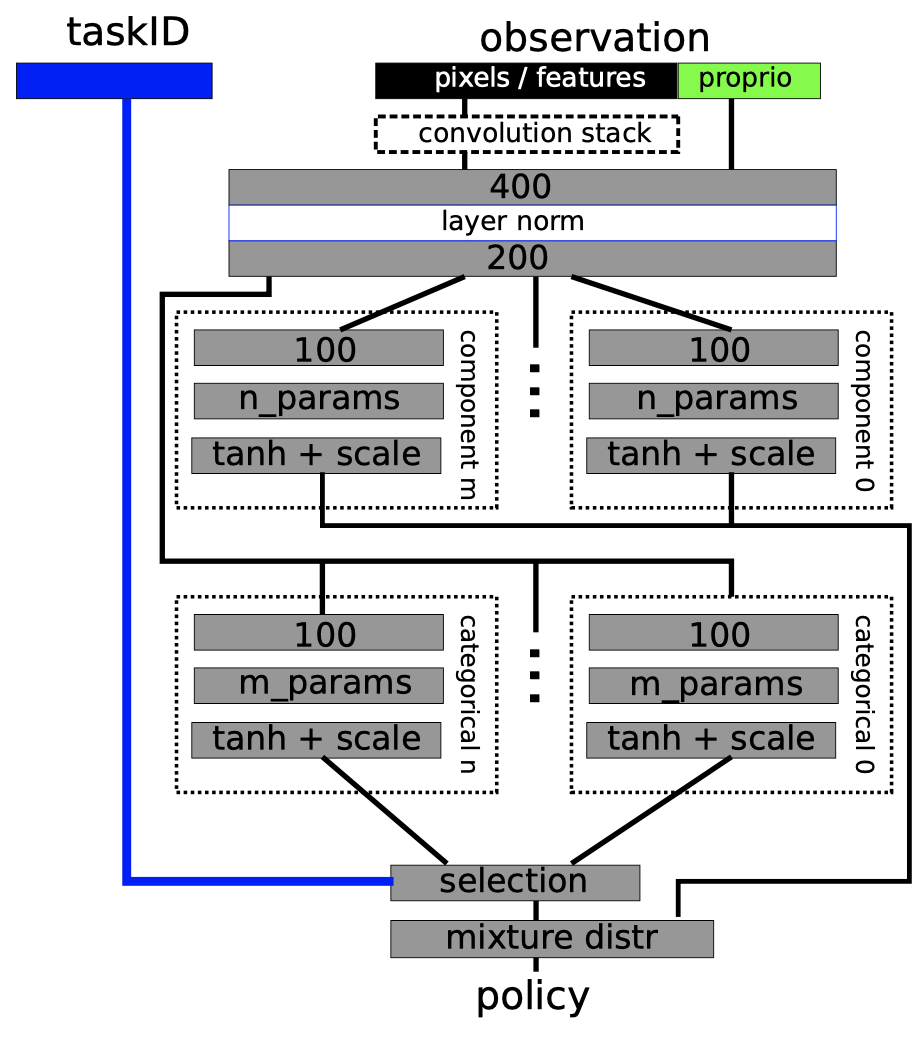 taskID
observation
pixels / features
proprio
convolution stack
400
layer norm
200
100
n_params
tanh + scale
component m
100
n_params
tanh + scale
component 0
100
m_params
tanh + scale
categorical n
100
m_params
tanh + scale
categorical 0
selection
mixture distr
policy